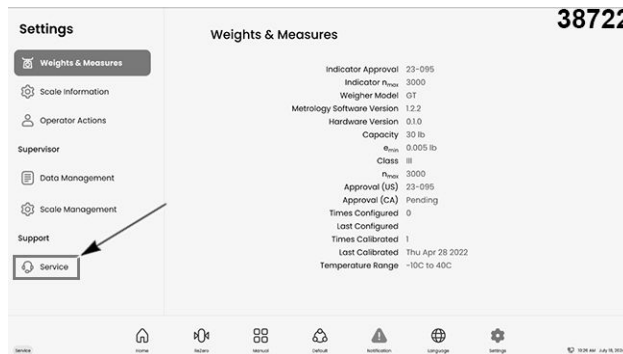 38722
Settings
Weights & Measures
Scale Information
Operator Actions
Supervisor
Data Management
Scale Management
Support
Service
Weights & Measures
Indicator Approval 23-095
Indicator nmax 3000
Weigher Model GT
Metrology Software Version 1.2.2
Hardware Version 0.1.0
Capacity 30 lb
emin 0.005 lb
Class III
nmax 3000
Approval (US) 23-095
Approval (CA) Pending
Times Configured 0
Last Configured
Times Calibrated 1
Last Calibrated Thu Apr 28 2022
Temperature Range -10C to 40C
Service
Home
ReZero
Manual
Default
Notification
Language
Settings